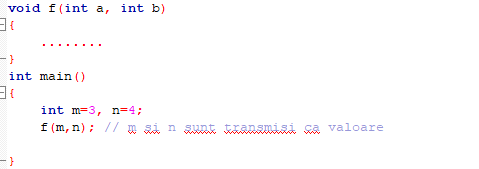 void f(int a, int b)
{
........
}
int main()
{
int m=3, n=4;
f(m,n); // m si n sunt transmisi ca valoare
}